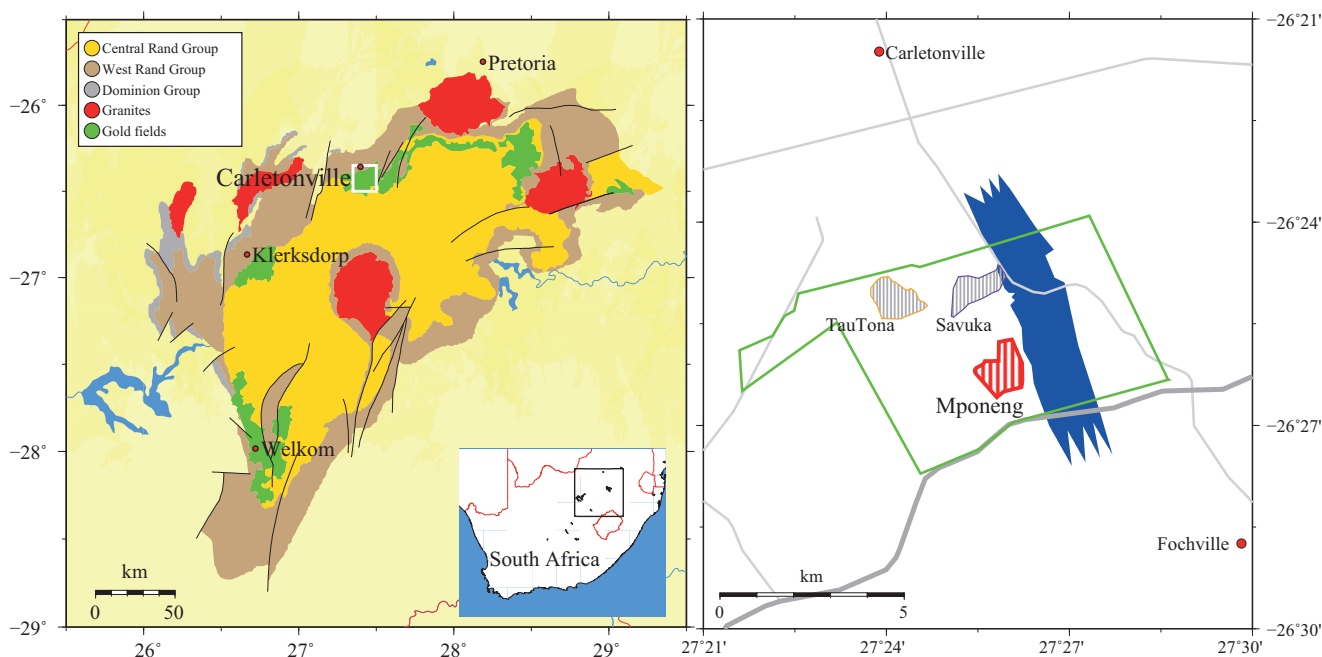 Central Rand Group
West Rand Group
Dominion Group
Granites
Gold fields
Pretoria
Carletonville
Klerksdorp
Welkom
−26°
−27°
−28°
−29°
26°
27°
28°
29°
km
0 50
South Africa
Carletonville
TauTona
Savuka
Mponeng
Fochville
km
0 5
−26°21'
−26°24'
−26°27'
−26°30'
27°21'
27°24'
27°27'
27°30'